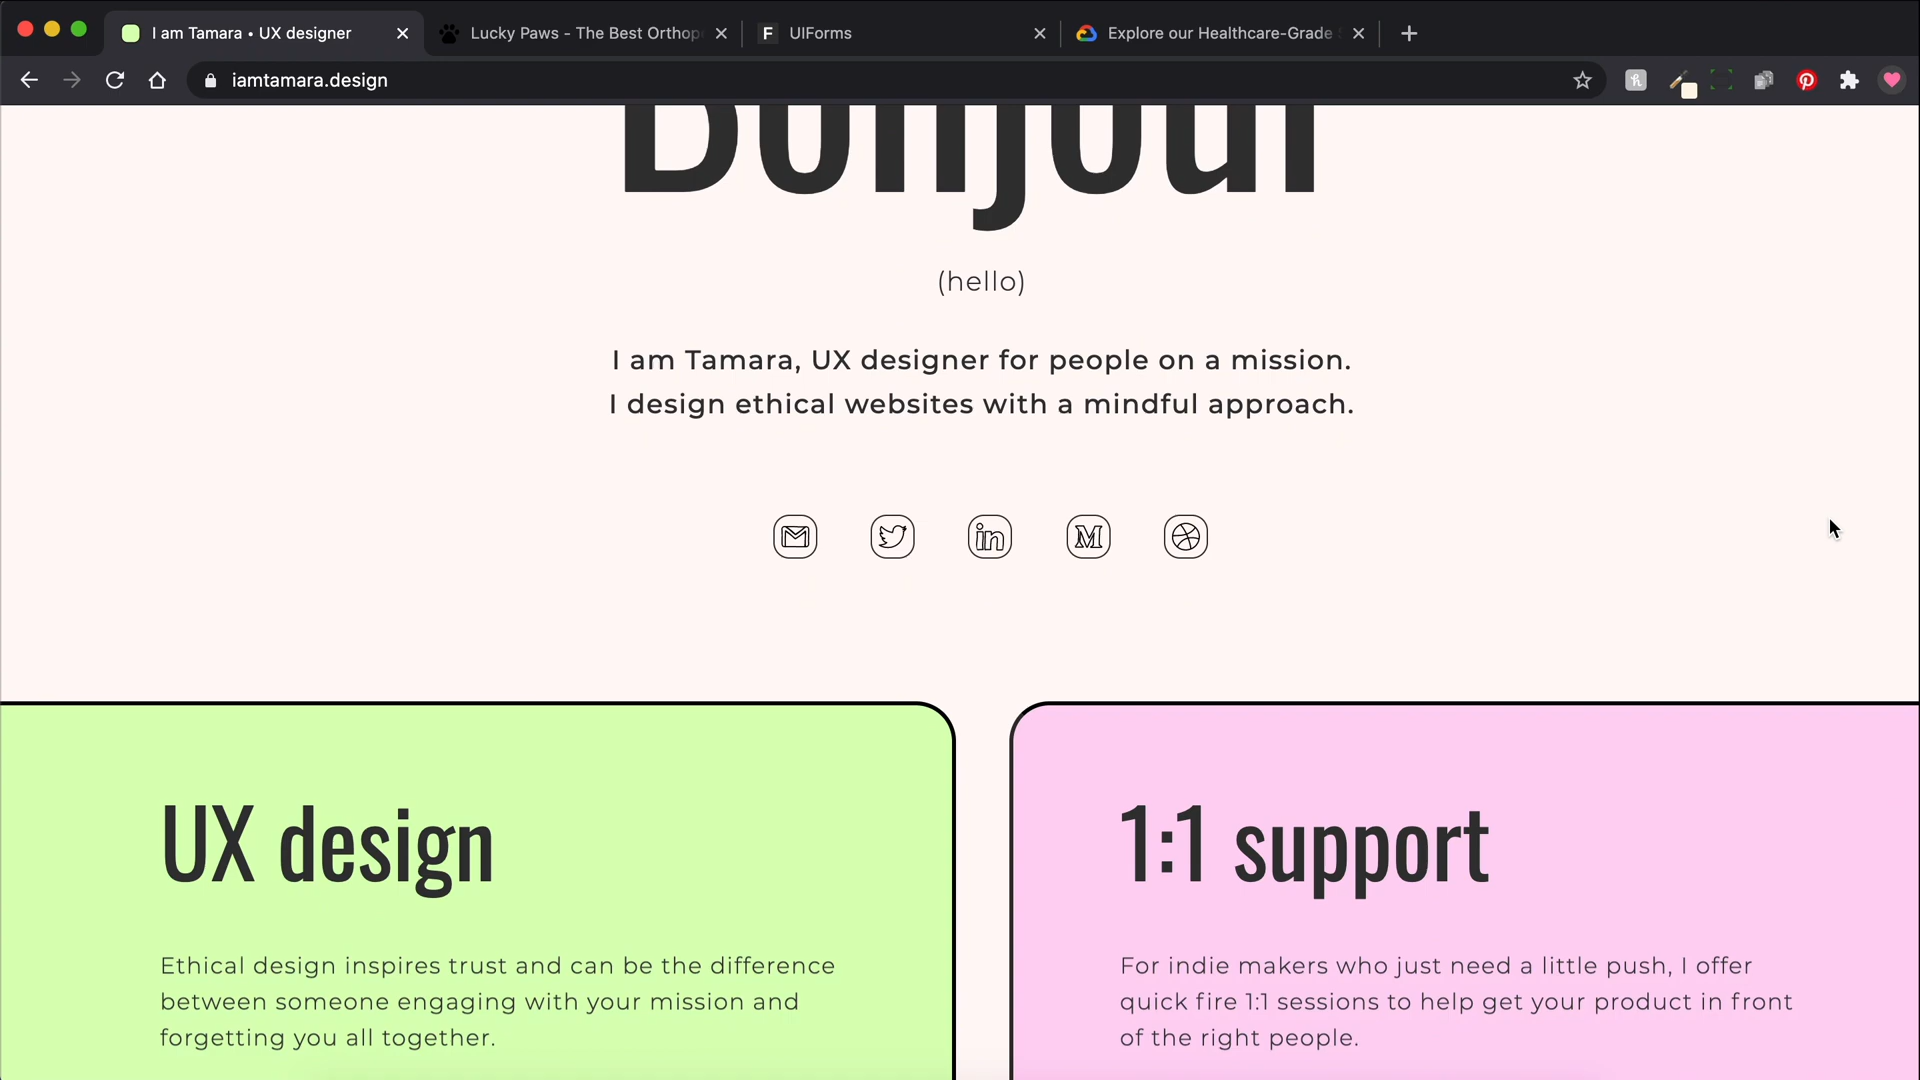 I am Tamara • UX designer
Lucky Paws - The Best Orthop
F UIForms
Explore our Healthcare-Grade
iamtamara.design
Bonjour
(hello)
I am Tamara, UX designer for people on a mission.
I design ethical websites with a mindful approach.
UX design
Ethical design inspires trust and can be the difference
between someone engaging with your mission and
forgetting you all together.
1:1 support
For indie makers who just need a little push, I offer
quick fire 1:1 sessions to help get your product in front
of the right people.